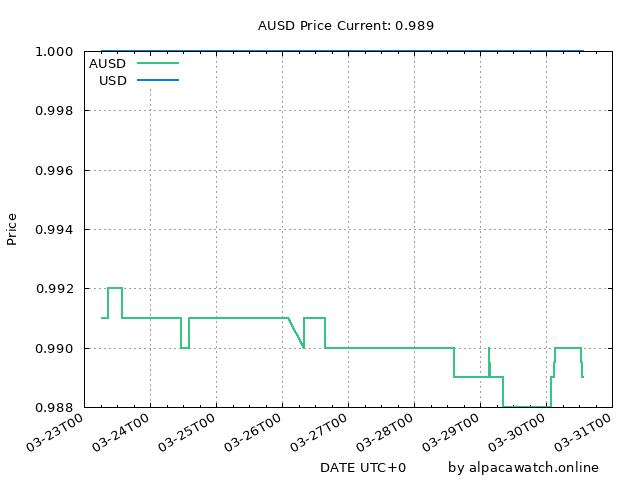 AUSD Price Current: 0.989
1.000
AUSD
USD
0.998
0.996
0.994
Price
0.992
0.990
0.988
03-23T00 03-24T00 03-25T00 03-26T00 03-27T00 03-28T00 03-29T00 03-30T00 03-31T00
DATE UTC+0 by alpacawatch.online